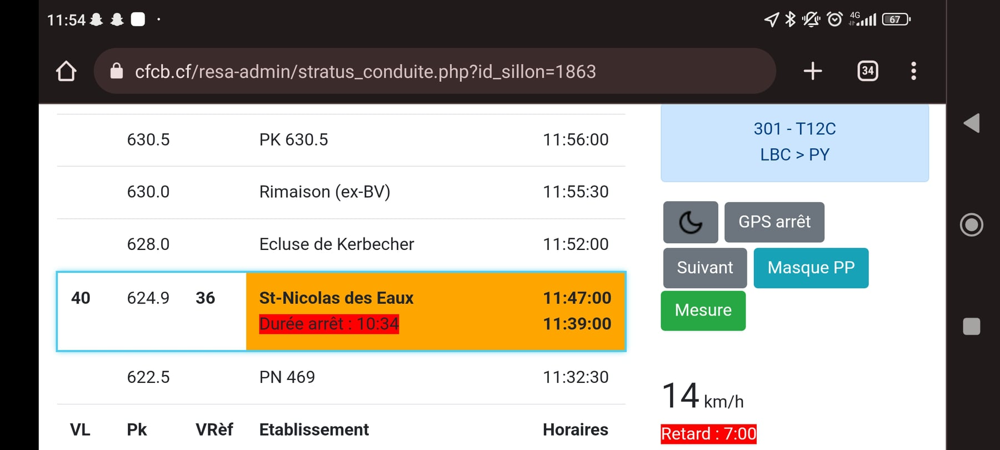 11:54
4G
67
cfcb.cf/resa-admin/stratus_conduite.php?id_sillon=1863
34
630.5 PK 630.5 11:56:00
630.0 Rimaison (ex-BV) 11:55:30
628.0 Ecluse de Kerbecher 11:52:00
40 624.9 36 St-Nicolas des Eaux 11:47:00
Durée arrêt : 10:34 11:39:00
622.5 PN 469 11:32:30
VL Pk VRèf Etablissement Horaires
301 - T12C
LBC > PY
GPS arrêt
Suivant Masque PP
Mesure
14 km/h
Retard : 7:00